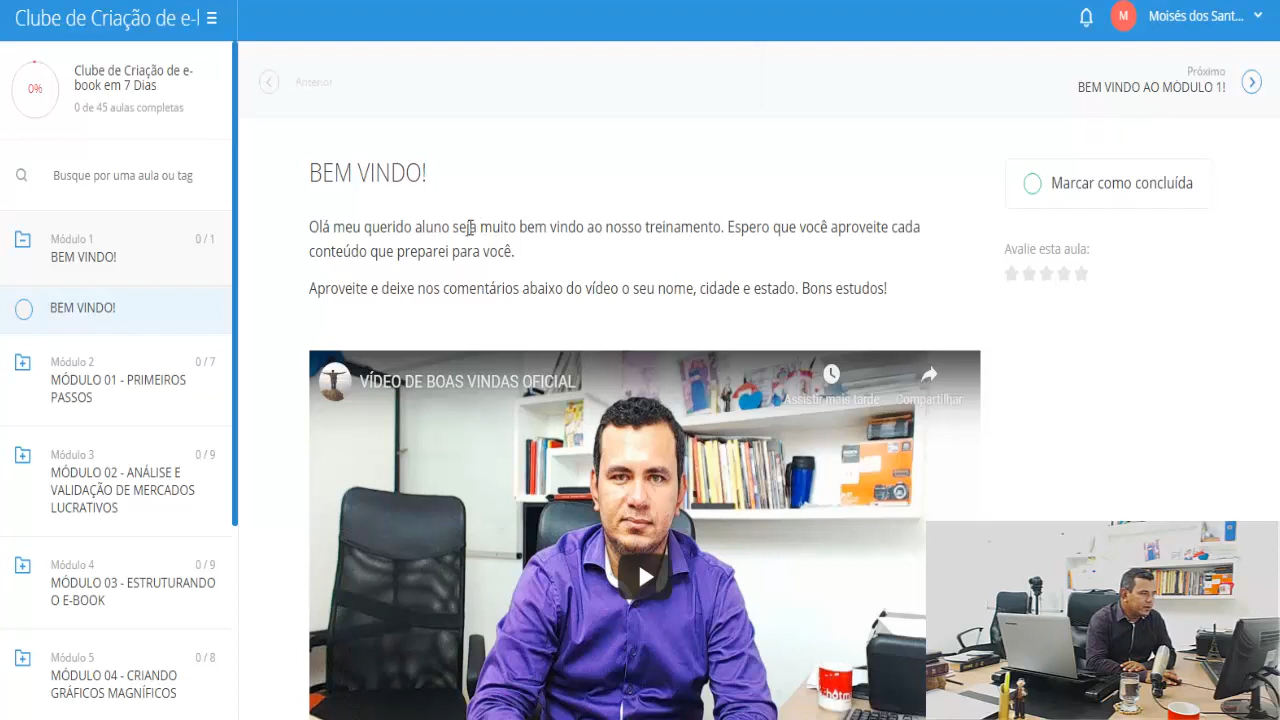 Clube de Criação de e-l
M
Moisés dos Sant...
0%
Clube de Criação de e-
book em 7 Dias
0 de 45 aulas completas
Anterior
Próximo
BEM VINDO AO MÓDULO 1!
Busque por uma aula ou tag
Módulo 1
0 / 1
BEM VINDO!
BEM VINDO!
Módulo 2
0 / 7
MÓDULO 01 - PRIMEIROS
PASSOS
Módulo 3
0 / 9
MÓDULO 02 - ANÁLISE E
VALIDAÇÃO DE MERCADOS
LUCRATIVOS
Módulo 4
0 / 9
MÓDULO 03 - ESTRUTURANDO
O E-BOOK
Módulo 5
0 / 8
MÓDULO 04 - CRIANDO
GRÁFICOS MAGNÍFICOS
BEM VINDO!
Olá meu querido aluno seja muito bem vindo ao nosso treinamento. Espero que você aproveite cada
conteúdo que preparei para você.
Aproveite e deixe nos comentários abaixo do vídeo o seu nome, cidade e estado. Bons estudos!
VÍDEO DE BOAS VINDAS OFICIAL
Assistir mais tarde
Compartilhar
Marcar como concluída
Avalie esta aula: